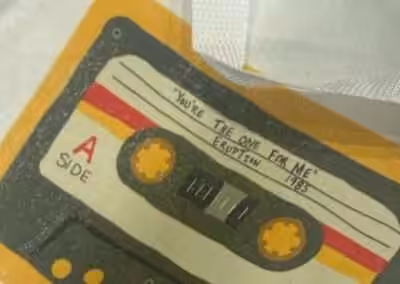 "YOU'RE THE ONE FOR ME"
ERUPTION
1983
A
SIDE